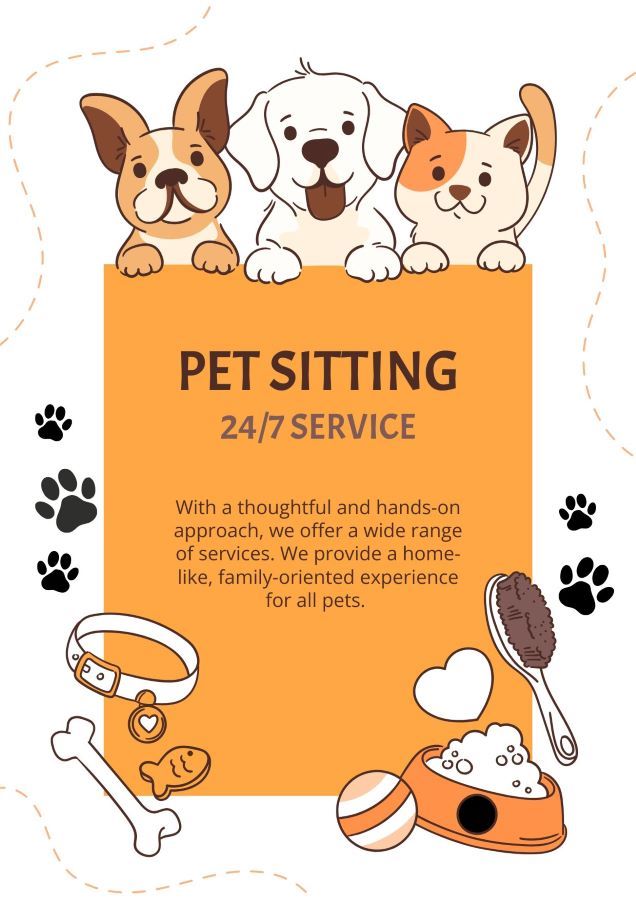 PET SITTING
24/7 SERVICE
With a thoughtful and hands-on
approach, we offer a wide range
of services. We provide a home-
like, family-oriented experience
for all pets.